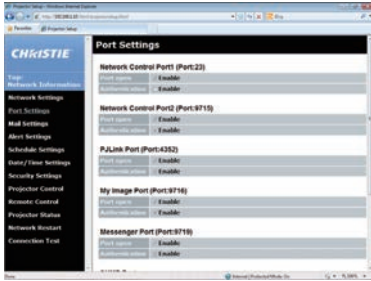 Projector Setup - Windows Internet Explorer
Favorites Projector Setup
CHRISTIE
Port Settings
Top:
Network Information
Network Settings
Port Settings
Mail Settings
Alert Settings
Schedule Settings
Date/Time Settings
Security Settings
Projector Control
Remote Control
Projector Status
Network Restart
Connection Test
Network Control Port1 (Port:23)
Port open Enable
Authentication Enable
Network Control Port2 (Port:9715)
Port open Enable
Authentication Enable
PJLink Port (Port:4352)
Port open Enable
Authentication Enable
My Image Port (Port:9716)
Port open Enable
Authentication Enable
Messenger Port (Port:9719)
Port open Enable
Authentication Enable
Done
Internet | Protected Mode: On